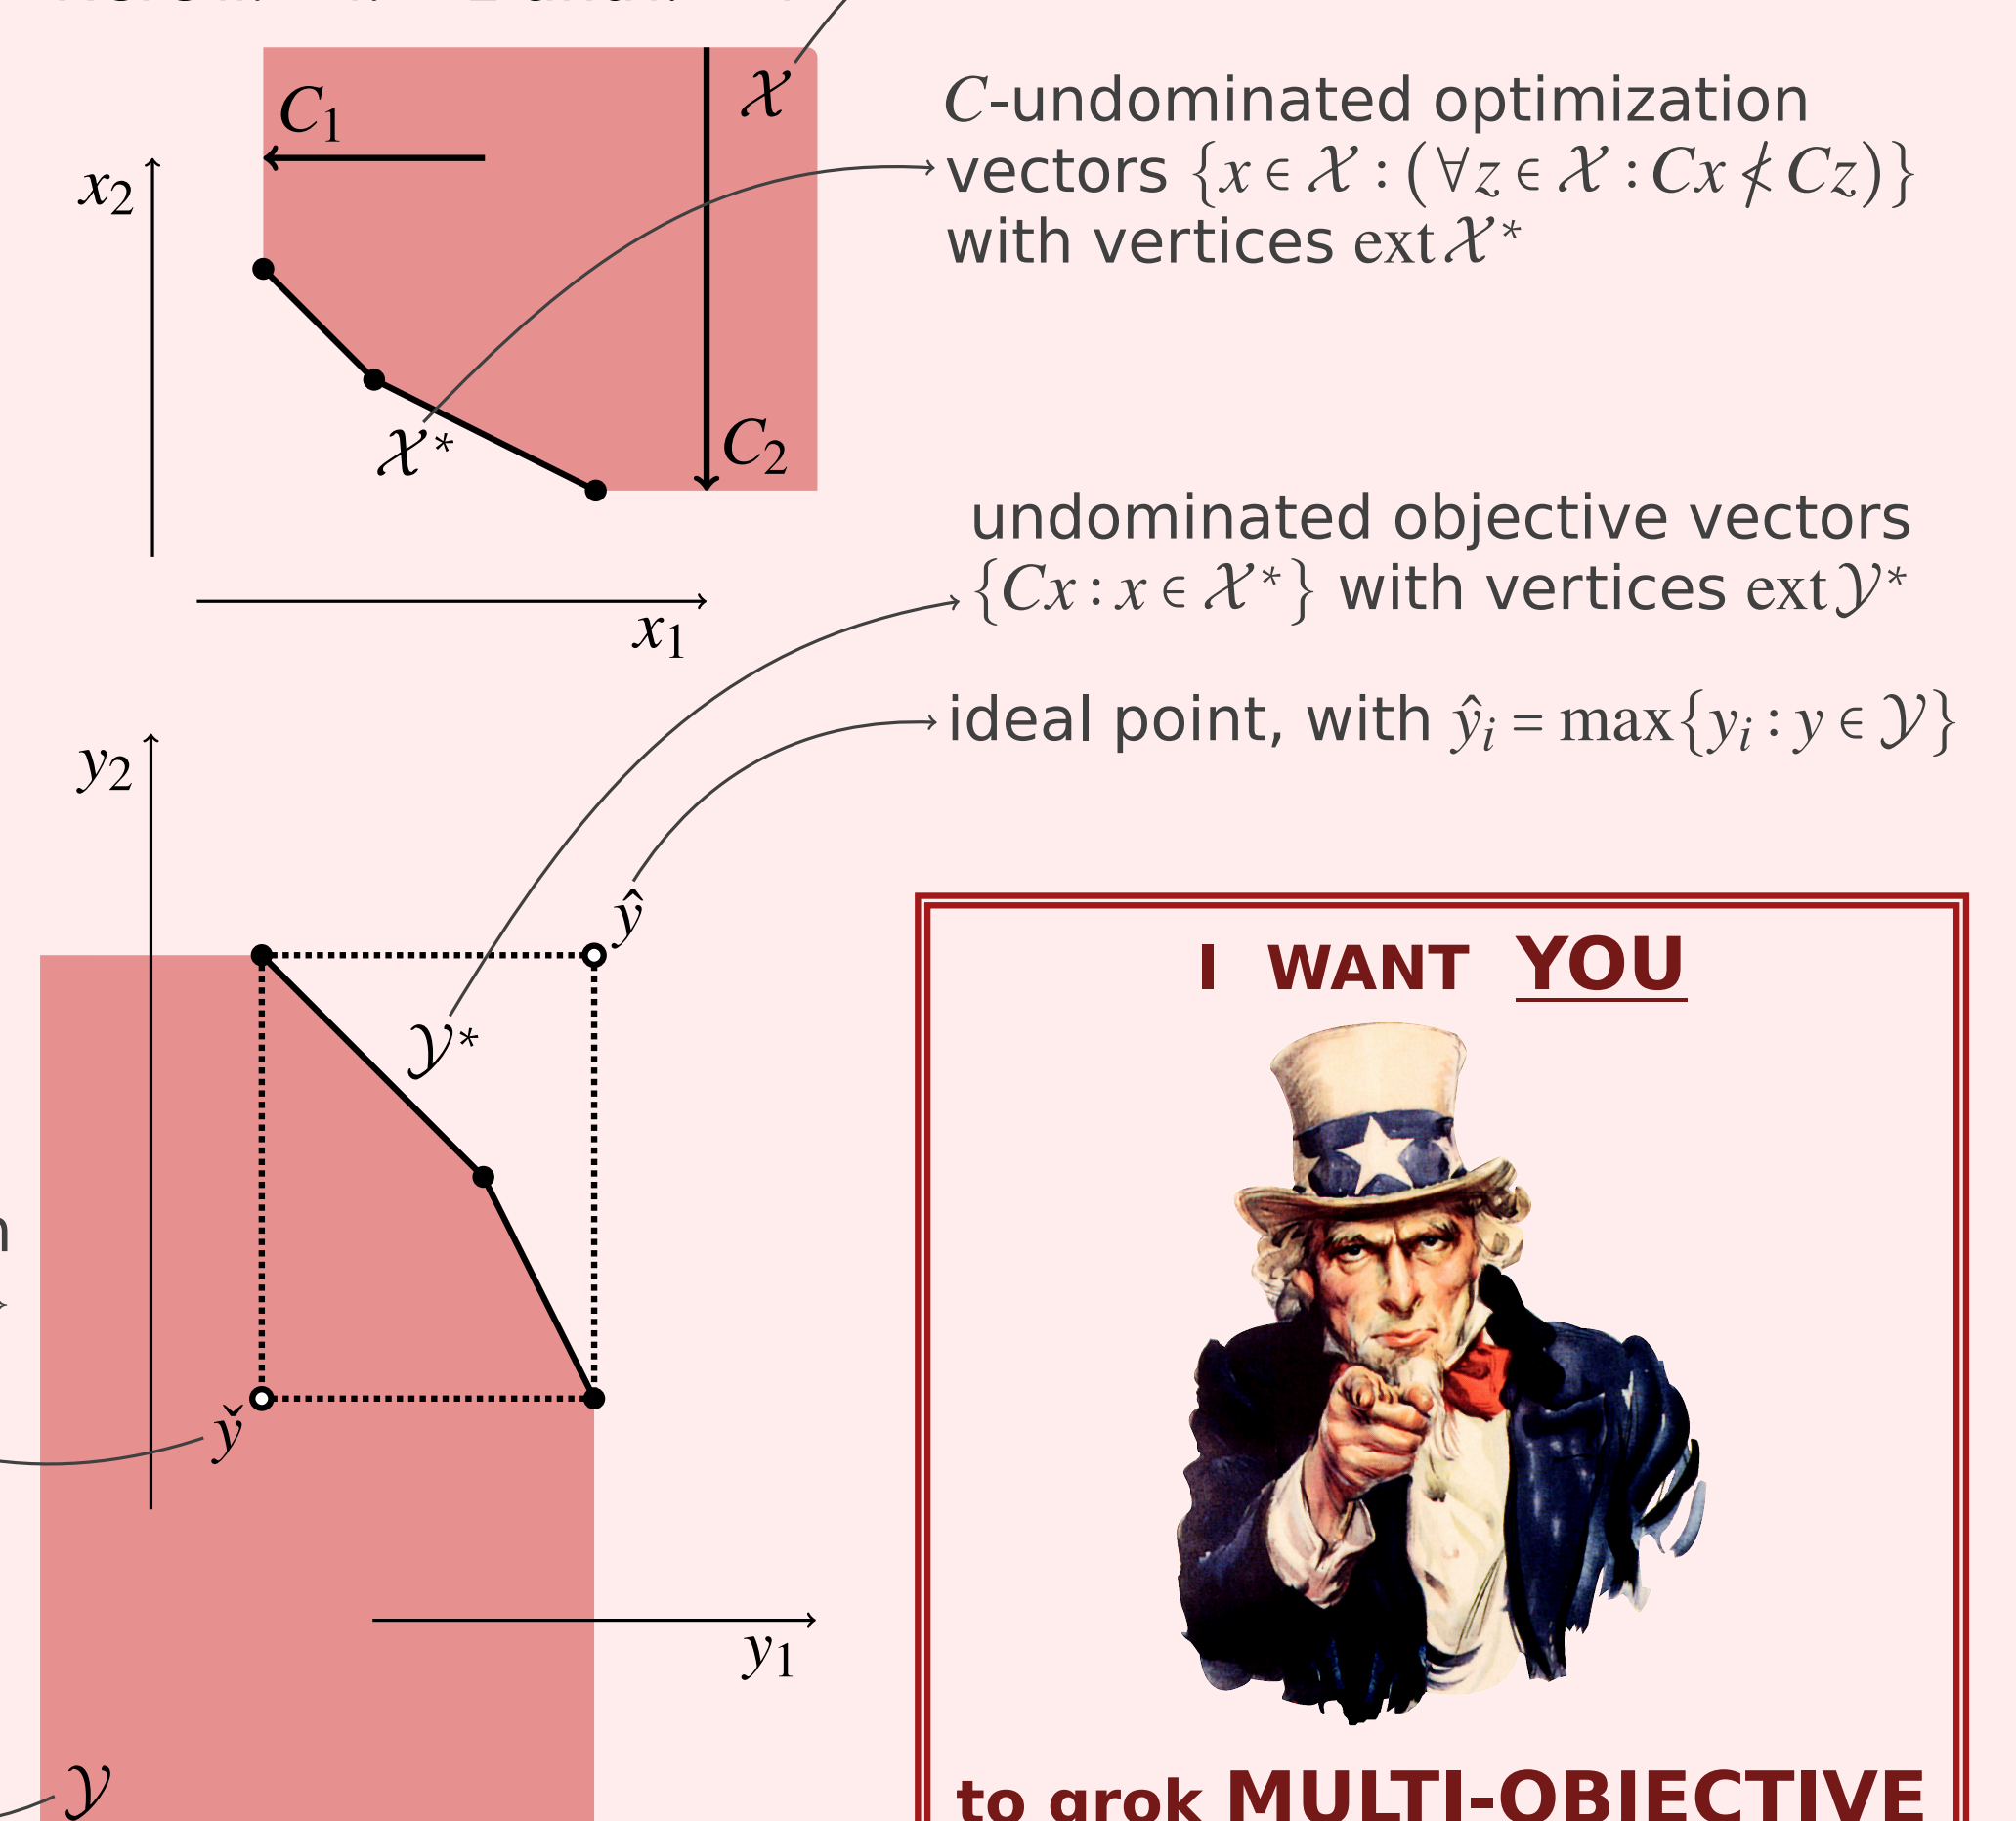 C₁
𝒳
x₂
C-undominated optimization
vectors {x ∈ 𝒳 : (∀z ∈ 𝒳 : Cx ≮ Cz)}
with vertices ext 𝒳*
𝒳*
C₂
x₁
undominated objective vectors
{Cx : x ∈ 𝒳*} with vertices ext 𝒴*
ideal point, with ŷᵢ = max{yᵢ : y ∈ 𝒴}
y₂
ŷ
𝒴*
y̌
y₁
𝒴
I WANT YOU
to grok MULTI-OBJECTIVE